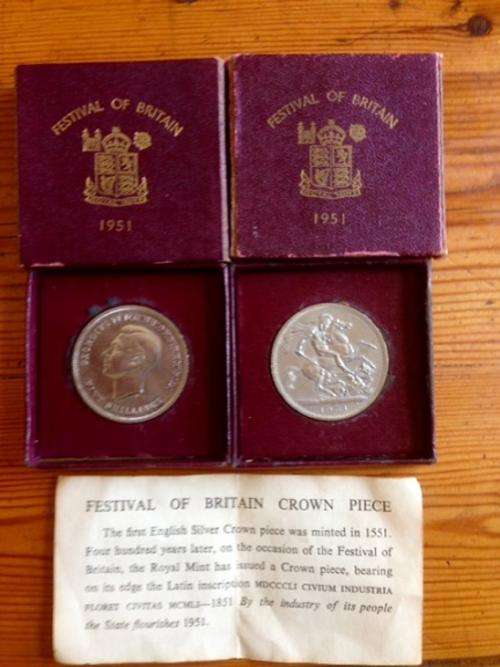 FESTIVAL OF BRITAIN
1951
FESTIVAL OF BRITAIN
1951
FIVE SHILLINGS
1951
FESTIVAL OF BRITAIN CROWN PIECE
The first English Silver Crown piece was minted in 1551.
Four hundred years later, on the occasion of the Festival of
Britain, the Royal Mint has issued a Crown piece, bearing
on its edge the Latin inscription MDCCCLI CIVIUM INDUSTRIA
FLORET CIVITAS MCMLI—1851 By the industry of its people
the State flourishes 1951.